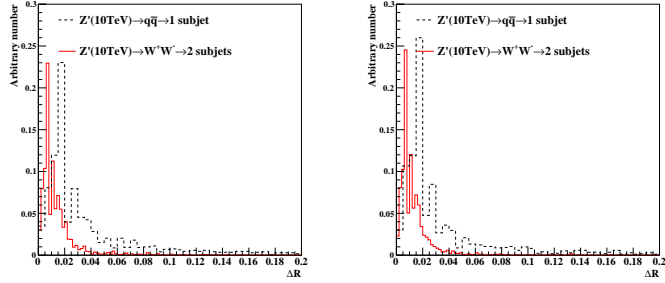 Arbitrary number
0.3
0.25
0.2
0.15
0.1
0.05
0
Z'(10TeV)→qq̅→1 subjet
Z'(10TeV)→W⁺W⁻→2 subjets
0 0.02 0.04 0.06 0.08 0.1 0.12 0.14 0.16 0.18 0.2
ΔR
Arbitrary number
0.3
0.25
0.2
0.15
0.1
0.05
0
Z'(10TeV)→qq̅→1 subjet
Z'(10TeV)→W⁺W⁻→2 subjets
0 0.02 0.04 0.06 0.08 0.1 0.12 0.14 0.16 0.18 0.2
ΔR